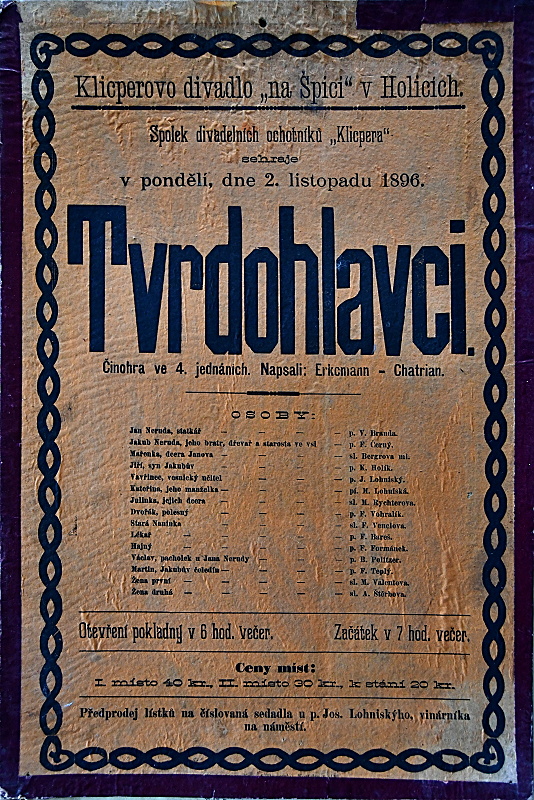 Klicperovo divadlo „na Špici“ v Holicích.
Spolek divadelních ochotníků „Klicpera“
sehraje
v pondělí, dne 2. listopadu 1896.
Tvrdohlavci.
Činohra ve 4. jednáních. Napsali: Erkcmann – Chatrian.
OSOBY:
Jan Neruda, statkář — — — — p. V. Branda.
Jakub Neruda, jeho bratr, dřevař a starosta ve vsi — — p. F. Černý.
Mařenka, dcera Janova — — — — sl. Bergrova ml.
Jiří, syn Jakubův — — — — p. K. Holik.
Vavřinec, vesnický učitel — — — p. J. Lohniský.
Kateřina, jeho manželka — — — — pí. M. Lohniská.
Julinka, jejich dcera — — — sl. M. Rychterova.
Dvořák, polesný — — — — p. F. Vohralík.
Stará Naninka — — — — sl. F. Venclova.
Lékař — — — — p. F. Bareš.
Hajný — — — — p. F. Formánek.
Václav, pacholek u Jana Nerudy — — — p. R. Politzer.
Martin, Jakubův čeledín — — — — p. F. Teplý.
Žena první — — — — sl. M. Valentova.
Žena druhá — — — — sl. A. Štěrbova.
Otevření pokladny v 6 hod. večer. Začátek v 7 hod. večer.
Ceny míst:
I. místo 40 kr., II. místo 30 kr., k stání 20 kr.
Předprodej lístků na číslovaná sedadla u p. Jos. Lohniskýho, vinárníka
na náměstí.